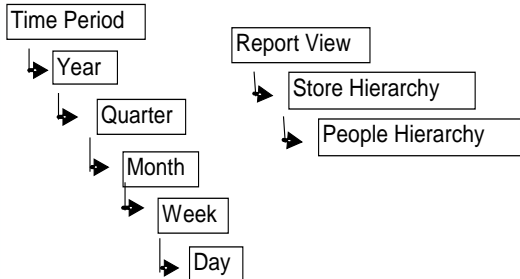 Time Period
Year
Quarter
Month
Week
Day
Report View
Store Hierarchy
People Hierarchy